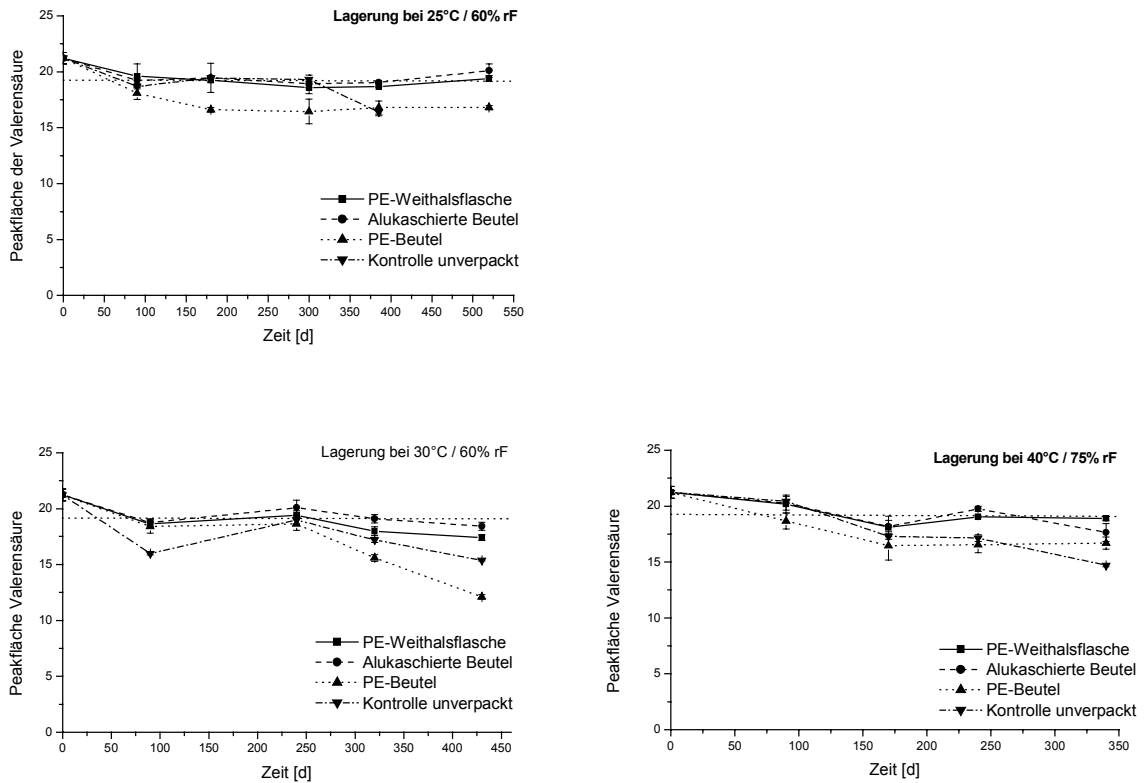 Lagerung bei 25°C / 60% rF
25
20
15
10
5
0
Peakfläche der Valerensäure
PE-Weithalsflasche
Alukaschierte Beutel
PE-Beutel
Kontrolle unverpackt
0 50 100 150 200 250 300 350 400 450 500 550
Zeit [d]
Lagerung bei 30°C / 60% rF
25
20
15
10
5
0
Peakfläche Valerensäure
PE-Weithalsflasche
Alukaschierte Beutel
PE-Beutel
Kontrolle unverpackt
0 50 100 150 200 250 300 350 400 450
Zeit [d]
Lagerung bei 40°C / 75% rF
25
20
15
10
5
0
Peakfläche Valerensäure
PE-Weithalsflasche
Alukaschierte Beutel
PE-Beutel
Kontrolle unverpackt
0 50 100 150 200 250 300 350
Zeit [d]